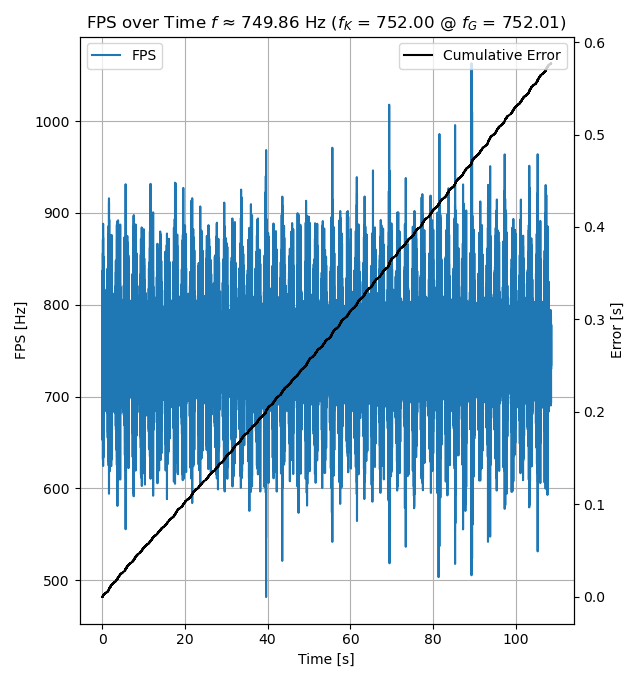 FPS over Time f ≈ 749.86 Hz (f_K = 752.00 @ f_G = 752.01)
FPS
Cumulative Error
FPS [Hz]
1000
900
800
700
600
500
0.6
0.5
0.4
0.3
0.2
0.1
0.0
Error [s]
0 20 40 60 80 100
Time [s]